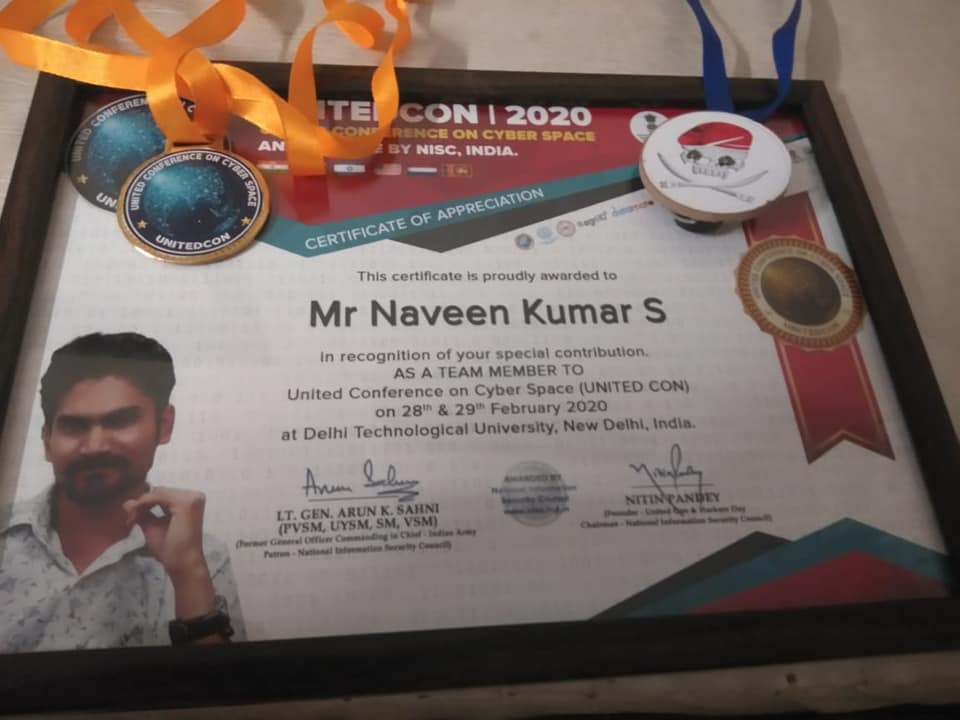 ITEDCON | 2020
CONFERENCE ON CYBER SPACE
AN
BY NISC, INDIA.
CERTIFICATE OF APPRECIATION
This certificate is proudly awarded to
Mr Naveen Kumar S
in recognition of your special contribution.
AS A TEAM MEMBER TO
United Conference on Cyber Space (UNITED CON)
on 28th & 29th February 2020
at Delhi Technological University, New Delhi, India.
LT. GEN. ARUN K. SAHNI
(PVSM, UYSM, SM, VSM)
(Former General Officer Commanding in Chief - Indian Army
Patron - National Information Security Council)
AWARDED BY
National Information
Security Council
NITIN PANDEY
(Founder - United Con & Hackers Day
Chairman - National Information Security Council)
UNITED CONFERENCE ON CYBER SPACE
UNITEDCON
UNITED CONFEREN
UN